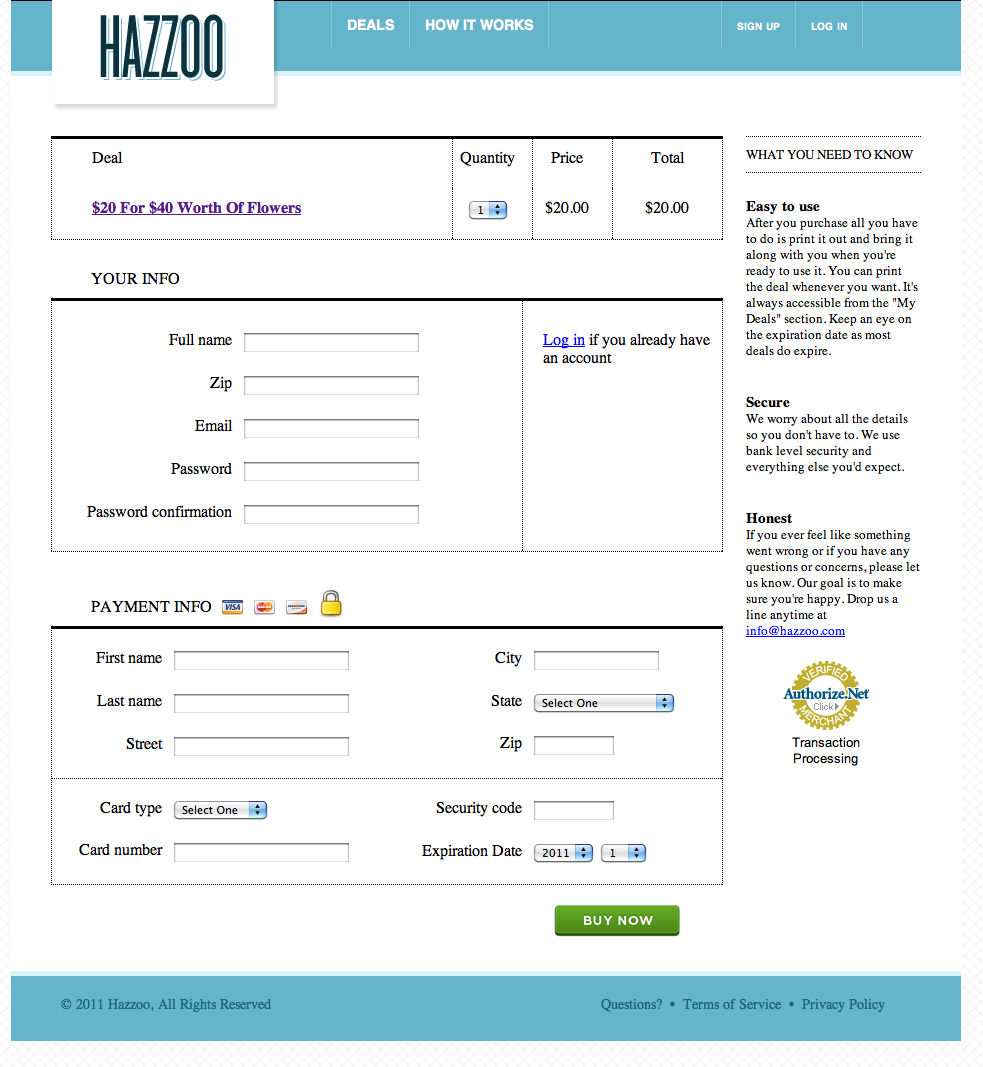 HAZZOO
DEALS
HOW IT WORKS
SIGN UP
LOG IN
Deal
Quantity
Price
Total
$20 For $40 Worth Of Flowers
1
$20.00
$20.00
YOUR INFO
Full name
Zip
Email
Password
Password confirmation
Log in if you already have
an account
PAYMENT INFO
VISA
First name
Last name
Street
City
State
Select One
Zip
Card type
Select One
Card number
Security code
Expiration Date
2011
1
BUY NOW
WHAT YOU NEED TO KNOW
Easy to use
After you purchase all you have
to do is print it out and bring it
along with you when you're
ready to use it. You can print
the deal whenever you want. It's
always accessible from the "My
Deals" section. Keep an eye on
the expiration date as most
deals do expire.
Secure
We worry about all the details
so you don't have to. We use
bank level security and
everything else you'd expect.
Honest
If you ever feel like something
went wrong or if you have any
questions or concerns, please let
us know. Our goal is to make
sure you're happy. Drop us a
line anytime at
info@hazzoo.com
VERIFIED
Authorize.Net
Click
MERCHANT
Transaction
Processing
© 2011 Hazzoo, All Rights Reserved
Questions? • Terms of Service • Privacy Policy